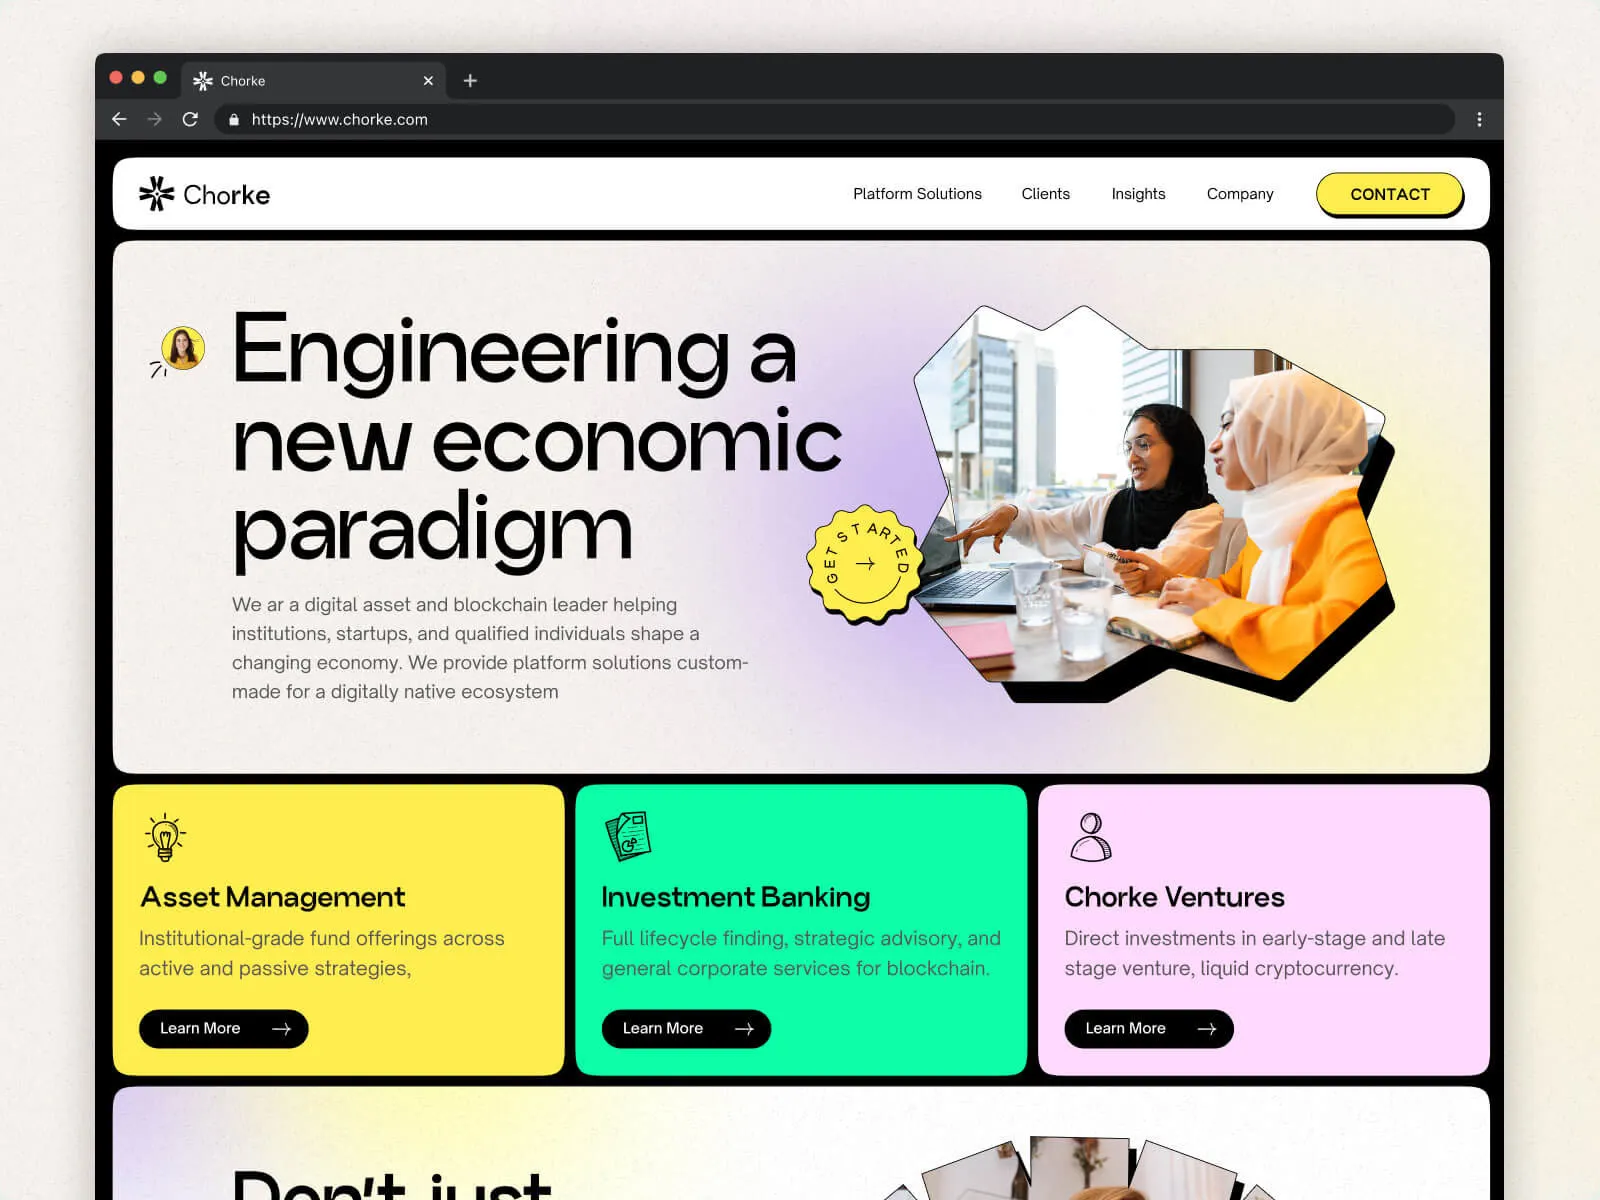 Chorke
https://www.chorke.com
Chorke
Platform Solutions
Clients
Insights
Company
CONTACT
Engineering a
new economic
paradigm
GET STARTED
We ar a digital asset and blockchain leader helping
institutions, startups, and qualified individuals shape a
changing economy. We provide platform solutions custom-
made for a digitally native ecosystem
Asset Management
Institutional-grade fund offerings across
active and passive strategies,
Learn More
Investment Banking
Full lifecycle finding, strategic advisory, and
general corporate services for blockchain.
Learn More
Chorke Ventures
Direct investments in early-stage and late
stage venture, liquid cryptocurrency.
Learn More
Don't just